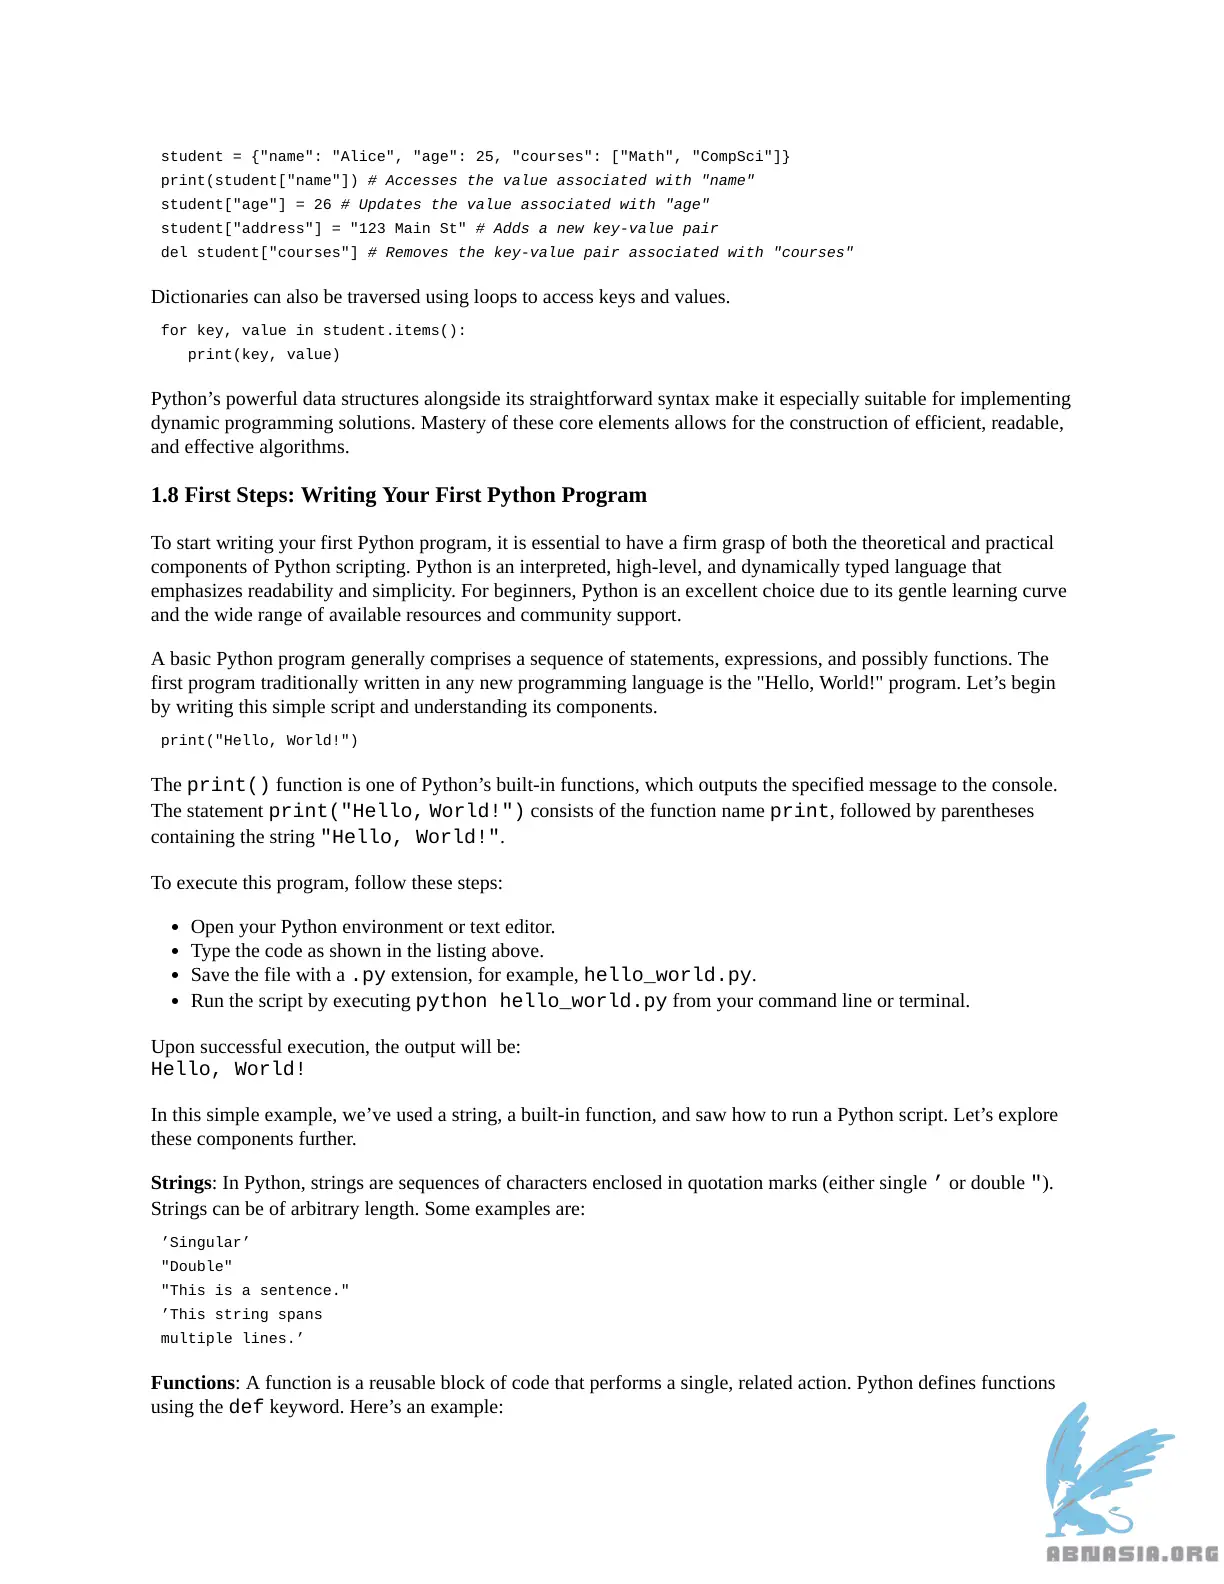 student = {"name": "Alice", "age": 25, "courses": ["Math", "CompSci"]}
print(student["name"]) # Accesses the value associated with "name"
student["age"] = 26 # Updates the value associated with "age"
student["address"] = "123 Main St" # Adds a new key-value pair
del student["courses"] # Removes the key-value pair associated with "courses"
Dictionaries can also be traversed using loops to access keys and values.
for key, value in student.items():
   print(key, value)
Python’s powerful data structures alongside its straightforward syntax make it especially suitable for implementing
dynamic programming solutions. Mastery of these core elements allows for the construction of efficient, readable,
and effective algorithms.
1.8 First Steps: Writing Your First Python Program
To start writing your first Python program, it is essential to have a firm grasp of both the theoretical and practical
components of Python scripting. Python is an interpreted, high-level, and dynamically typed language that
emphasizes readability and simplicity. For beginners, Python is an excellent choice due to its gentle learning curve
and the wide range of available resources and community support.
A basic Python program generally comprises a sequence of statements, expressions, and possibly functions. The
first program traditionally written in any new programming language is the "Hello, World!" program. Let’s begin
by writing this simple script and understanding its components.
print("Hello, World!")
The print() function is one of Python’s built-in functions, which outputs the specified message to the console.
The statement print("Hello, World!") consists of the function name print, followed by parentheses
containing the string "Hello, World!".
To execute this program, follow these steps:
• Open your Python environment or text editor.
• Type the code as shown in the listing above.
• Save the file with a .py extension, for example, hello_world.py.
• Run the script by executing python hello_world.py from your command line or terminal.
Upon successful execution, the output will be:
Hello, World!
In this simple example, we’ve used a string, a built-in function, and saw how to run a Python script. Let’s explore
these components further.
Strings: In Python, strings are sequences of characters enclosed in quotation marks (either single ’ or double ").
Strings can be of arbitrary length. Some examples are:
’Singular’
"Double"
"This is a sentence."
’This string spans
multiple lines.’
Functions: A function is a reusable block of code that performs a single, related action. Python defines functions
using the def keyword. Here’s an example:
ABNASIA.ORG